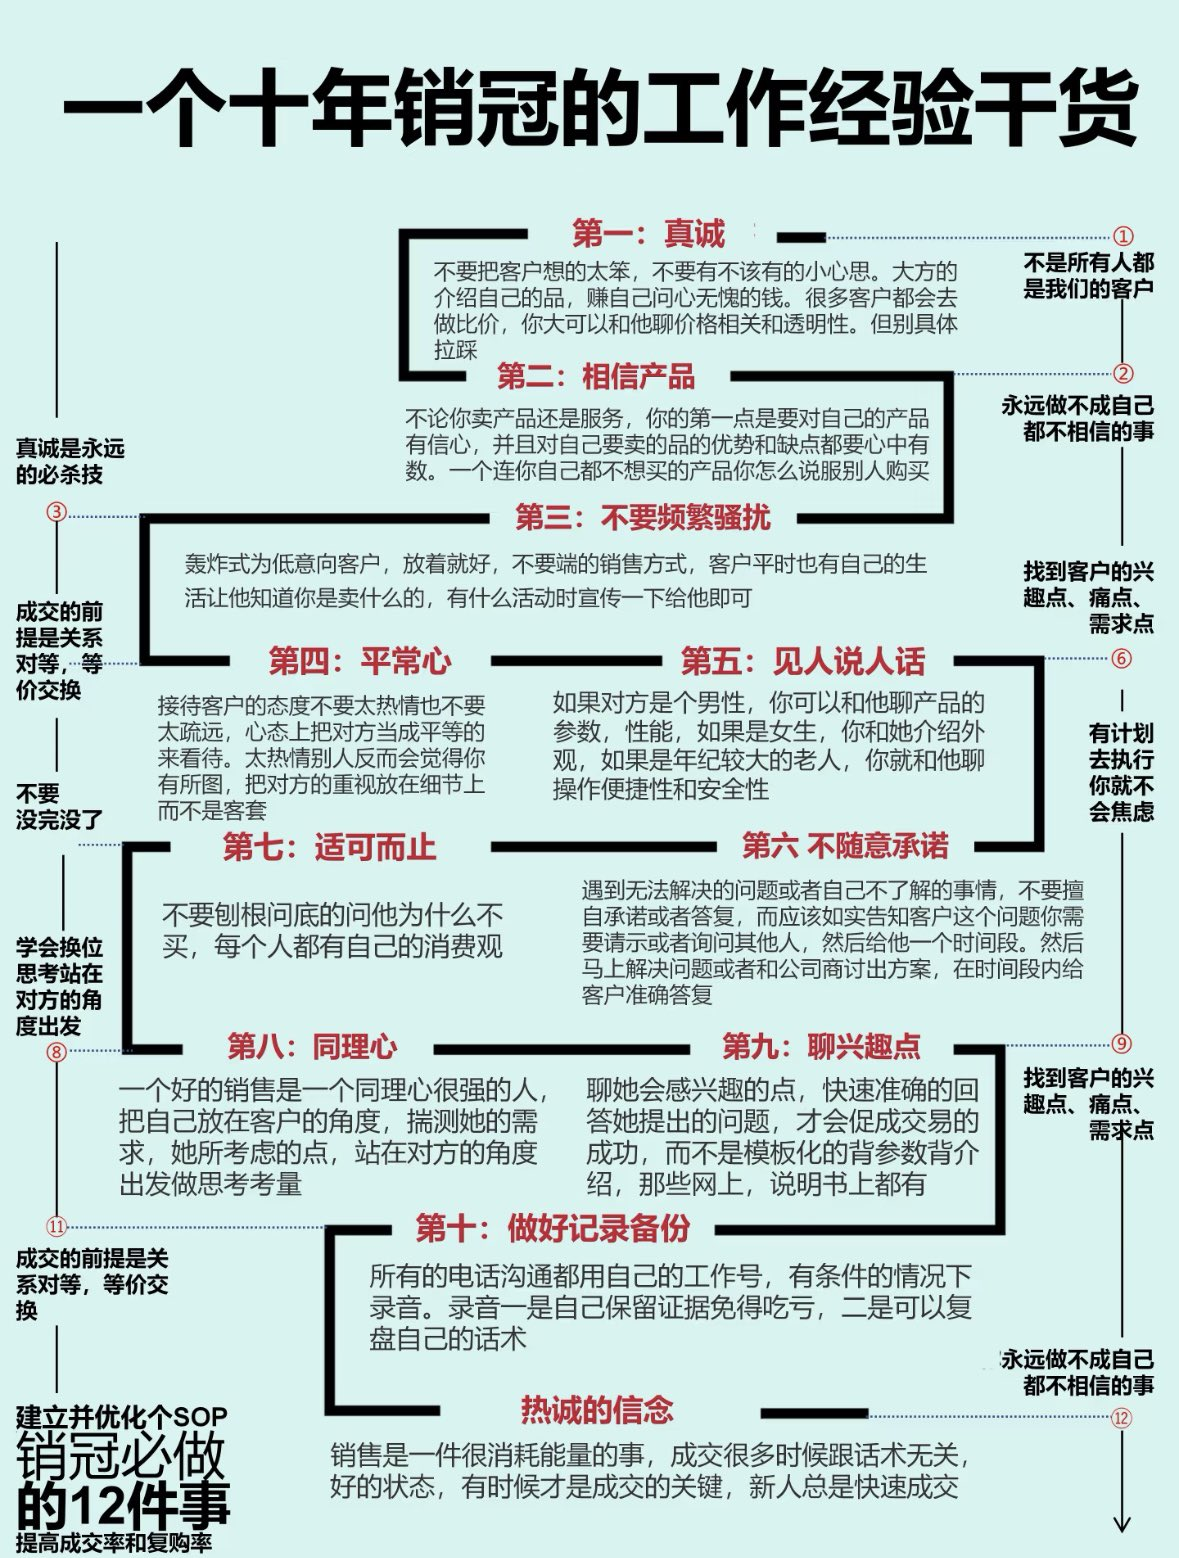 一个十年销冠的工作经验干货
第一：真诚
①
不是所有人都
是我们的客户
不要把客户想的太笨，不要有不该有的小心思。大方的
介绍自己的品，赚自己问心无愧的钱。很多客户都会去
做比价，你大可以和他聊价格相关和透明性。但别具体
拉踩
第二：相信产品
②
永远做不成自己
都不相信的事
不论你卖产品还是服务，你的第一点是要对自己的产品
有信心，并且对自己要卖的品的优势和缺点都要心中有
数。一个连你自己都不想买的产品你怎么说服别人购买
真诚是永远
的必杀技
③
第三：不要频繁骚扰
轰炸式为低意向客户，放着就好，不要端的销售方式，客户平时也有自己的生
活让他知道你是卖什么的，有什么活动时宣传一下给他即可
找到客户的兴
趣点、痛点、
需求点
成交的前
提是关系
对等，等
价交换
第四：平常心
接待客户的态度不要太热情也不要
太疏远，心态上把对方当成平等的
来看待。太热情别人反而会觉得你
有所图，把对方的重视放在细节上
而不是客套
第五：见人说人话
⑥
如果对方是个男性，你可以和他聊产品的
参数，性能，如果是女生，你和她介绍外
观，如果是年纪较大的老人，你就和他聊
操作便捷性和安全性
有计划
去执行
你就不
会焦虑
不要
没完没了
第七：适可而止
不要刨根问底的问他为什么不
买，每个人都有自己的消费观
第六 不随意承诺
遇到无法解决的问题或者自己不了解的事情，不要擅
自承诺或者答复，而应该如实告知客户这个问题你需
要请示或者询问其他人，然后给他一个时间段。然后
马上解决问题或者和公司商讨出方案，在时间段内给
客户准确答复
学会换位
思考站在
对方的角
度出发
⑧
第八：同理心
一个好的销售是一个同理心很强的人，
把自己放在客户的角度，揣测她的需
求，她所考虑的点，站在对方的角度
出发做思考考量
第九：聊兴趣点
⑨
聊她会感兴趣的点，快速准确的回
答她提出的问题，才会促成交易的
成功，而不是模板化的背参数背介
绍，那些网上，说明书上都有
找到客户的兴
趣点、痛点、
需求点
⑪
成交的前提是关
系对等，等价交
换
第十：做好记录备份
所有的电话沟通都用自己的工作号，有条件的情况下
录音。录音一是自己保留证据免得吃亏，二是可以复
盘自己的话术
永远做不成自己
都不相信的事
⑫
热诚的信念
销售是一件很消耗能量的事，成交很多时候跟话术无关，
好的状态，有时候才是成交的关键，新人总是快速成交
建立并优化个SOP
销冠必做
的12件事
提高成交率和复购率